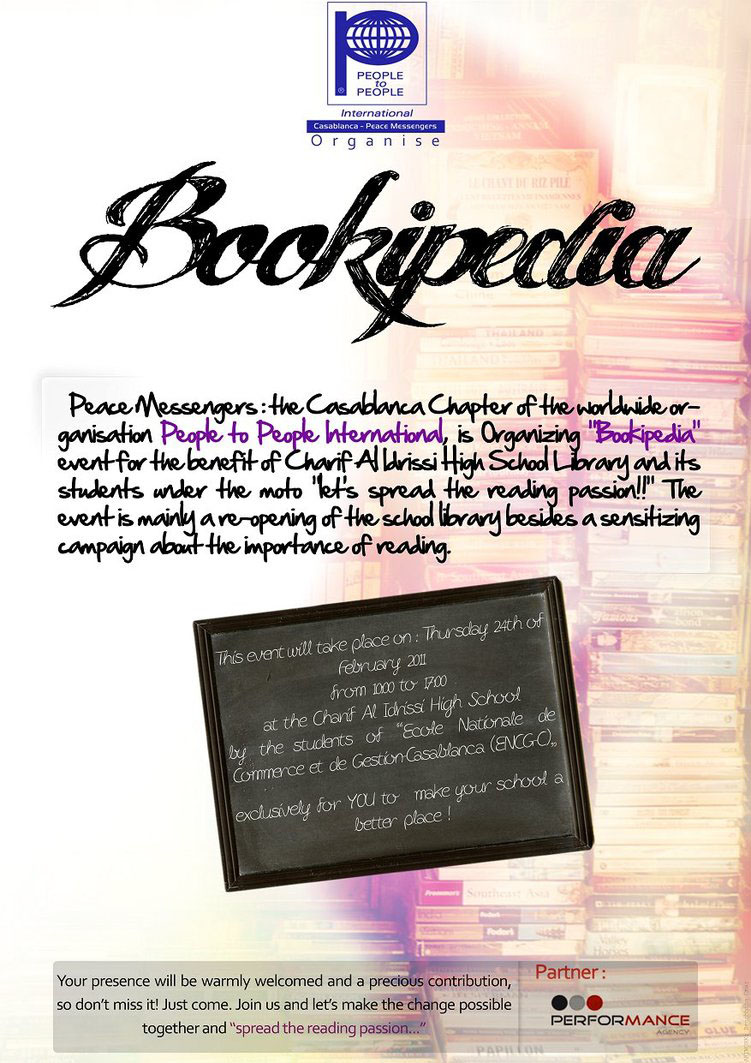 PEOPLE
to
PEOPLE
®
International
Casablanca - Peace Messengers
Organise
Bookipedia
Peace Messengers : the Casablanca Chapter of the worldwide or-
ganisation People to People International, is Organizing "Bookipedia"
event for the benefit of Charif Al Idrissi High School Library and its
students under the moto "let's spread the reading passion!!" The
event is mainly a re-opening of the school library besides a sensitizing
campaign about the importance of reading.
This event will take place on : Thursday 24th of
February 2011
from 10:00 to 17:00
at the Charif Al Idrissi High School
by the students of "Ecole Nationale de
Commerce et de Gestion-Casablanca (ENCG-C),,
exclusively for YOU to make your school a
better place !
Southeast Asia
Your presence will be warmly welcomed and a precious contribution,
so don't miss it! Just come. Join us and let's make the change possible
together and "spread the reading passion..."
Partner :
PERFORMANCE
AGENCY